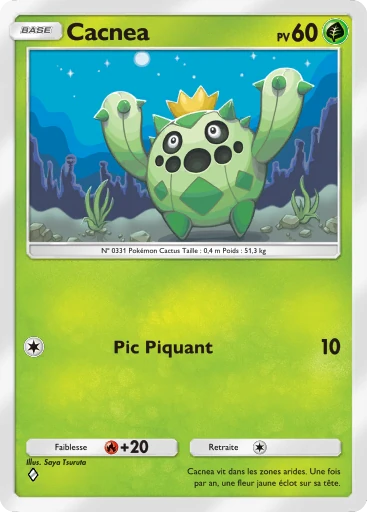 BASE
Cacnea
PV 60
N° 0331 Pokémon Cactus Taille : 0,4 m Poids : 51,3 kg
Pic Piquant 10
Faiblesse +20
Retraite
Illus. Saya Tsuruta
Cacnea vit dans les zones arides. Une fois
par an, une fleur jaune éclot sur sa tête.